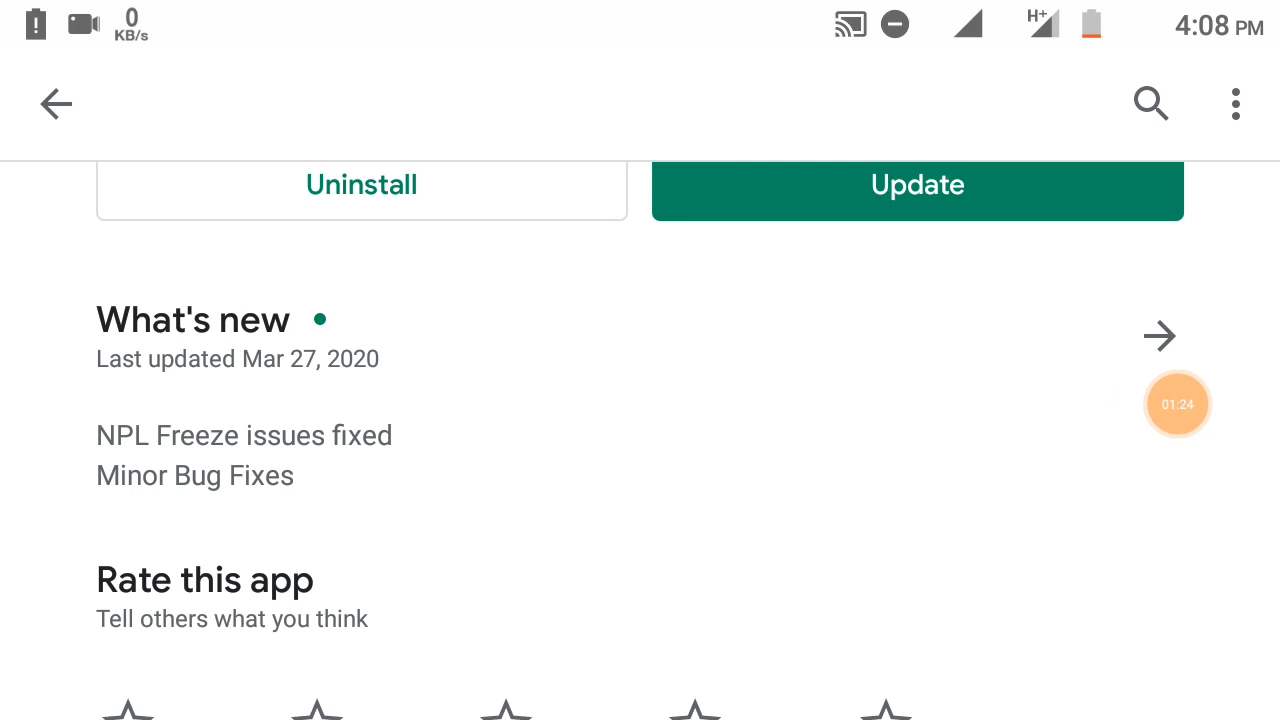 0
KB/s
H+
4:08 PM
Uninstall
Update
What's new
Last updated Mar 27, 2020
01:24
NPL Freeze issues fixed
Minor Bug Fixes
Rate this app
Tell others what you think